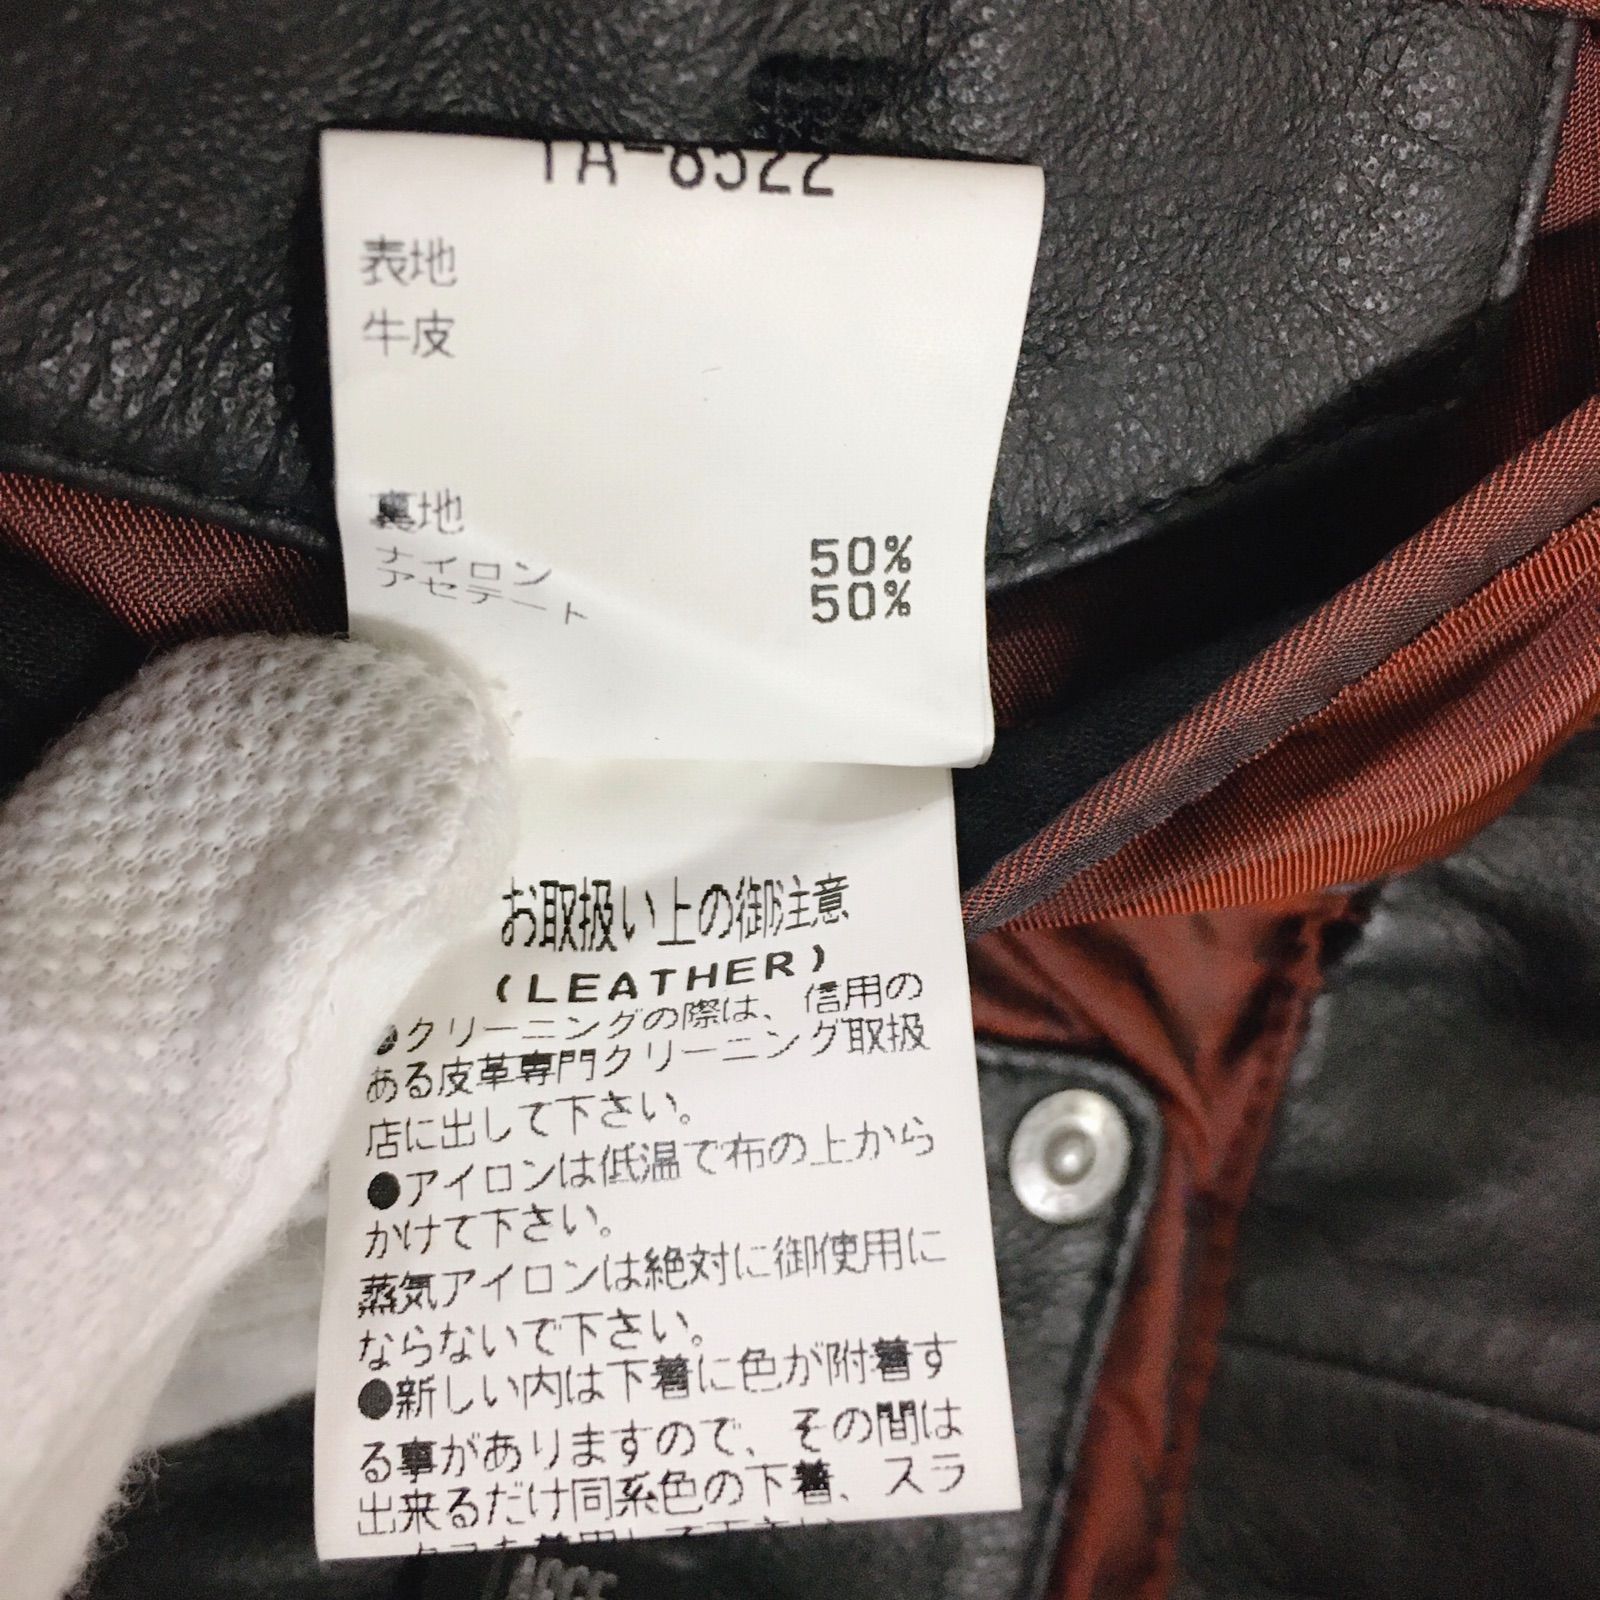 TA-8522
表地
牛皮
裏地
ナイロン 50%
アセテート 50%
お取扱い上の御注意
(LEATHER)
●クリーニングの際は、信用の
ある皮革専門クリーニング取扱
店に出して下さい。
●アイロンは低温で布の上から
かけて下さい。
蒸気アイロンは絶対に御使用に
ならないで下さい。
●新しい内は下着に色が附着す
る事がありますので、その間は
出来るだけ同系色の下着、スラ